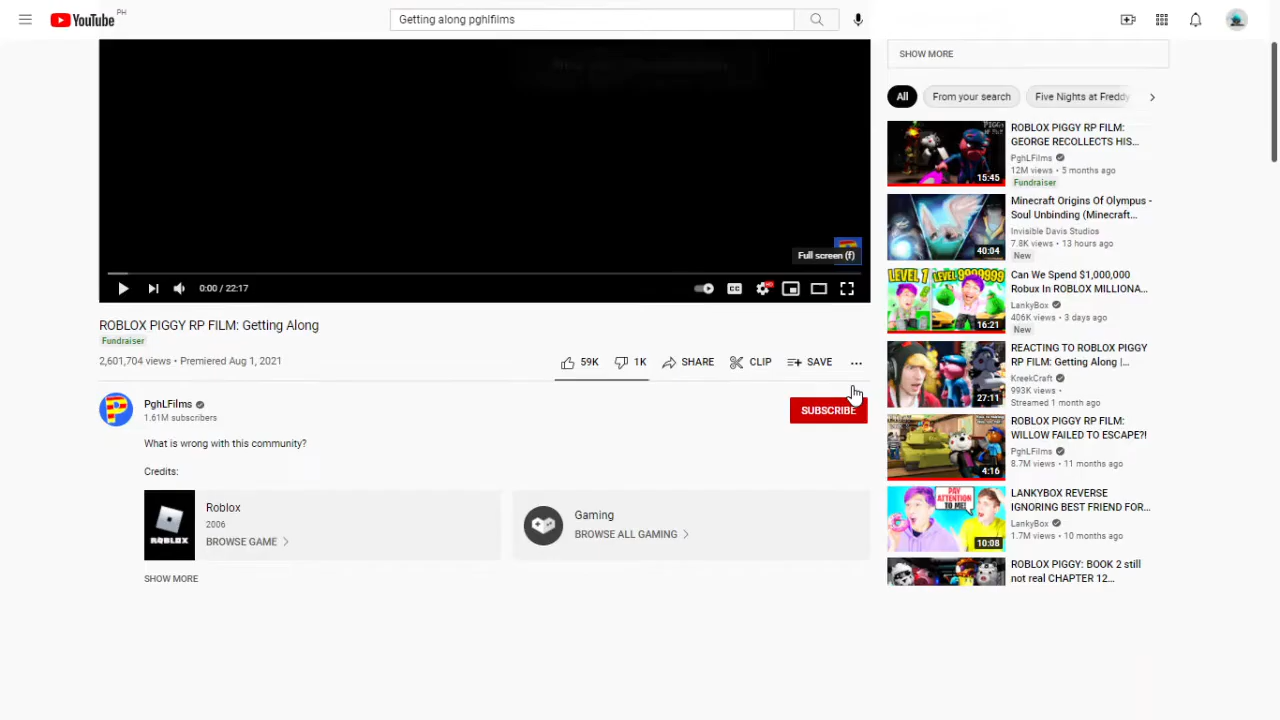 YouTube PH
Getting along pghlfilms
Full screen (f)
0:00 / 22:17
CC
ROBLOX PIGGY RP FILM: Getting Along
Fundraiser
2,601,704 views • Premiered Aug 1, 2021
59K
1K
SHARE
CLIP
SAVE
PghLFilms
1.61M subscribers
SUBSCRIBE
What is wrong with this community?
Credits:
ROBLOX
Roblox
2006
BROWSE GAME
Gaming
BROWSE ALL GAMING
SHOW MORE
SHOW MORE
All
From your search
Five Nights at Freddy
15:45
ROBLOX PIGGY RP FILM:
GEORGE RECOLLECTS HIS...
PghLFilms
12M views • 5 months ago
Fundraiser
40:04
Minecraft Origins Of Olympus -
Soul Unbinding (Minecraft...
Invisible Davis Studios
7.8K views • 13 hours ago
New
16:21
Can We Spend $1,000,000
Robux In ROBLOX MILLIONA...
LankyBox
406K views • 3 days ago
New
27:11
REACTING TO ROBLOX PIGGY
RP FILM: Getting Along |...
KreekCraft
993K views •
Streamed 1 month ago
4:16
ROBLOX PIGGY RP FILM:
WILLOW FAILED TO ESCAPE?!
PghLFilms
8.7M views • 11 months ago
PAY
ATTENTION
TO ME!
10:08
LANKYBOX REVERSE
IGNORING BEST FRIEND FOR...
LankyBox
1.7M views • 10 months ago
ROBLOX PIGGY: BOOK 2 still
not real CHAPTER 12...